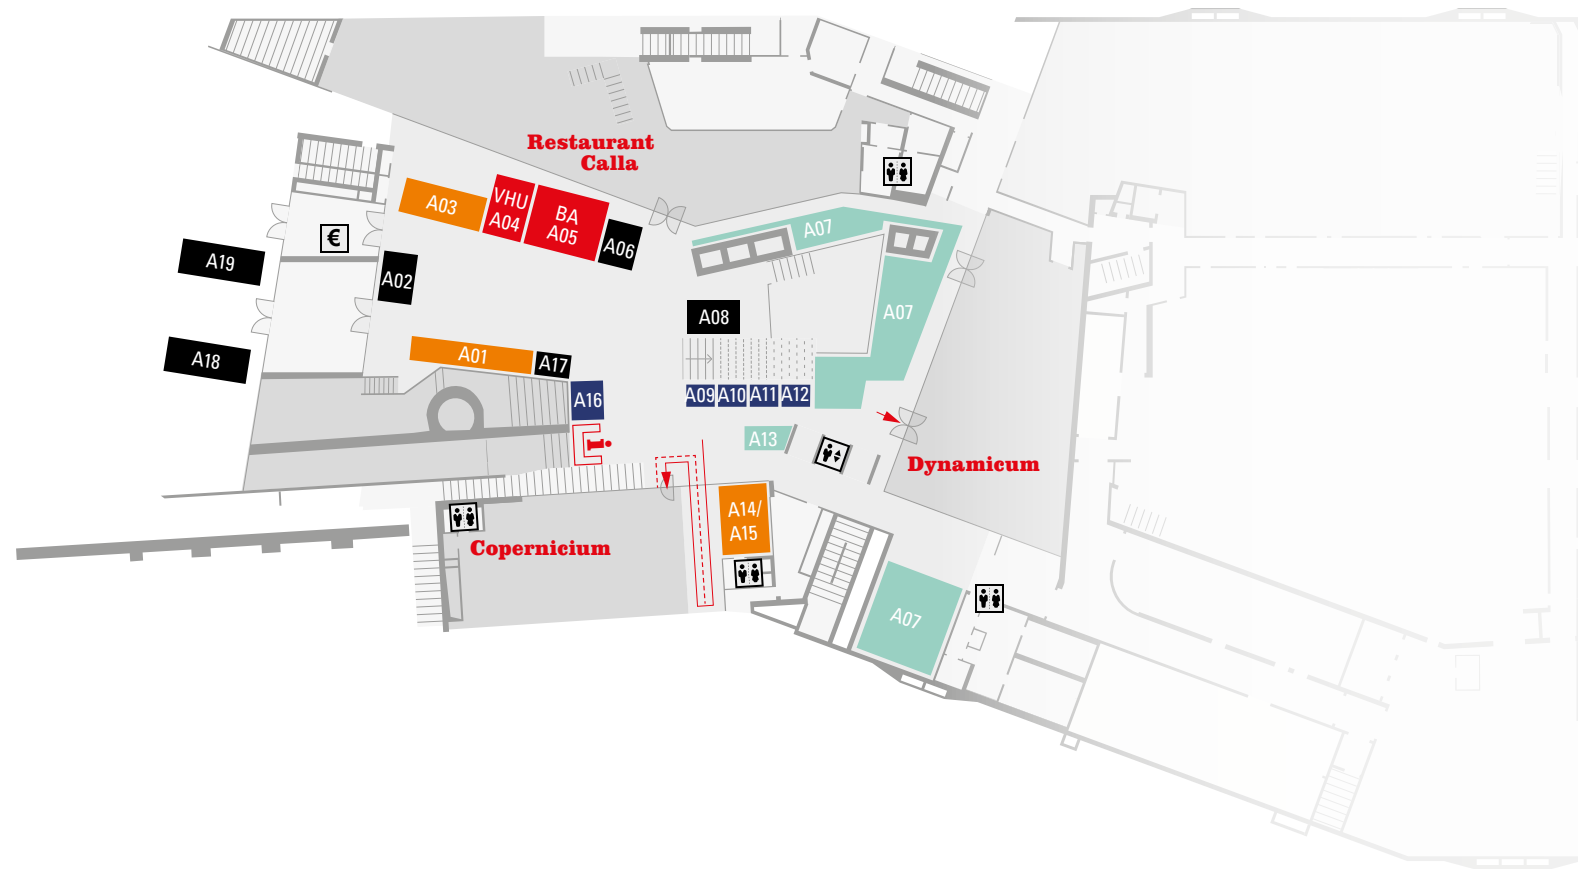 Restaurant
Calla
A03
VHU
A04
BA
A05
A06
A07
€
A19
A02
A08
A07
A18
A01
A17
A16
A09
A10
A11
A12
A13
i
Dynamicum
A14/
A15
Copernicium
A07